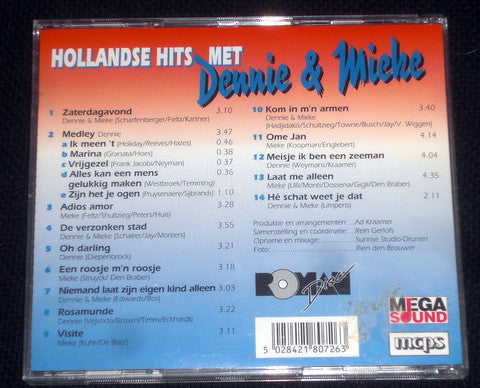 HOLLANDSE HITS MET
Dennie & Mieke
1 Zaterdagavond 3.10
Dennie & Mieke (Scharfenberger/Feltz/Kartner)
2 Medley Dennie 3.47
a Ik meen 't (Holiday/Reeves/Hazes) 0.46
b Marina (Granata/Hoes) 0.38
c Vrijgezel (Frank.Jacobi/Neyman) 0.37
d Alles kan een mens 0.36
gelukkig maken (Westbroek/Temming)
e Zijn het je ogen (Pruysenaere/Sijbrands) 1.10
3 Adios amor 3.28
Mieke (Feltz/Shultzieg/Peters/Huis)
4 De verzonken stad 3.55
Dennie & Mieke (Schairer/Jay/Mortiers)
5 Oh darling 3.21
Dennie (Diepenbrock)
6 Een roosje m'n roosje 3.18
Mieke (Struyck/ Den Braber)
7 Niemand laat zijn eigen kind alleen 3.03
Dennie & Mieke (Edwards/Bos)
8 Rosamunde 3.22
Dennie (Vejvoda/Brown/Timm/Eckhardt)
9 Visite 3.11
Mieke (Kuhr/De Boer)
10 Kom in m'n armen 3.40
Dennie & Mieke
(Hadjidakis/Schultzieg/Towne/Busch/Jay/V. Wiggen)
11 Ome Jan 4.14
Mieke (Koopman/Englebert)
12 Meisje ik ben een zeeman 4.04
Dennie (Weymans/Kraamer)
13 Laat me alleen 4.35
Mieke (Ulli/Monti/Dossena/Gigli/Den Braber)
14 Hé schat weet je dat 2.11
Dennie & Mieke (Limpens)
Produktie en arrangementen: Ad Kraamer
Samenstelling en coördinatie: Rein Gerlofs
Opname en mixage: Sunrise Studio-Drunen
Foto: Rien den Brouwer
ROMAN
Disc
5 028421 807263
MEGA
SOUND
mcps